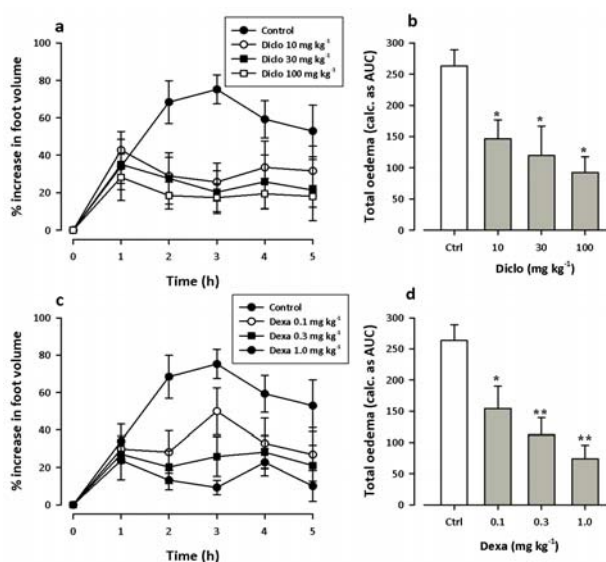 a
Control
Diclo 10 mg kg⁻¹
Diclo 30 mg kg⁻¹
Diclo 100 mg kg⁻¹
% increase in foot volume
100
80
60
40
20
0
0 1 2 3 4 5
Time (h)
b
Total oedema (calc. as AUC)
300
250
200
150
100
50
0
* * *
Ctrl 10 30 100
Diclo (mg kg⁻¹)
c
Control
Dexa 0.1 mg kg⁻¹
Dexa 0.3 mg kg⁻¹
Dexa 1.0 mg kg⁻¹
% increase in foot volume
100
80
60
40
20
0
0 1 2 3 4 5
Time (h)
d
Total oedema (calc. as AUC)
300
250
200
150
100
50
0
* ** **
Ctrl 0.1 0.3 1.0
Dexa (mg kg⁻¹)